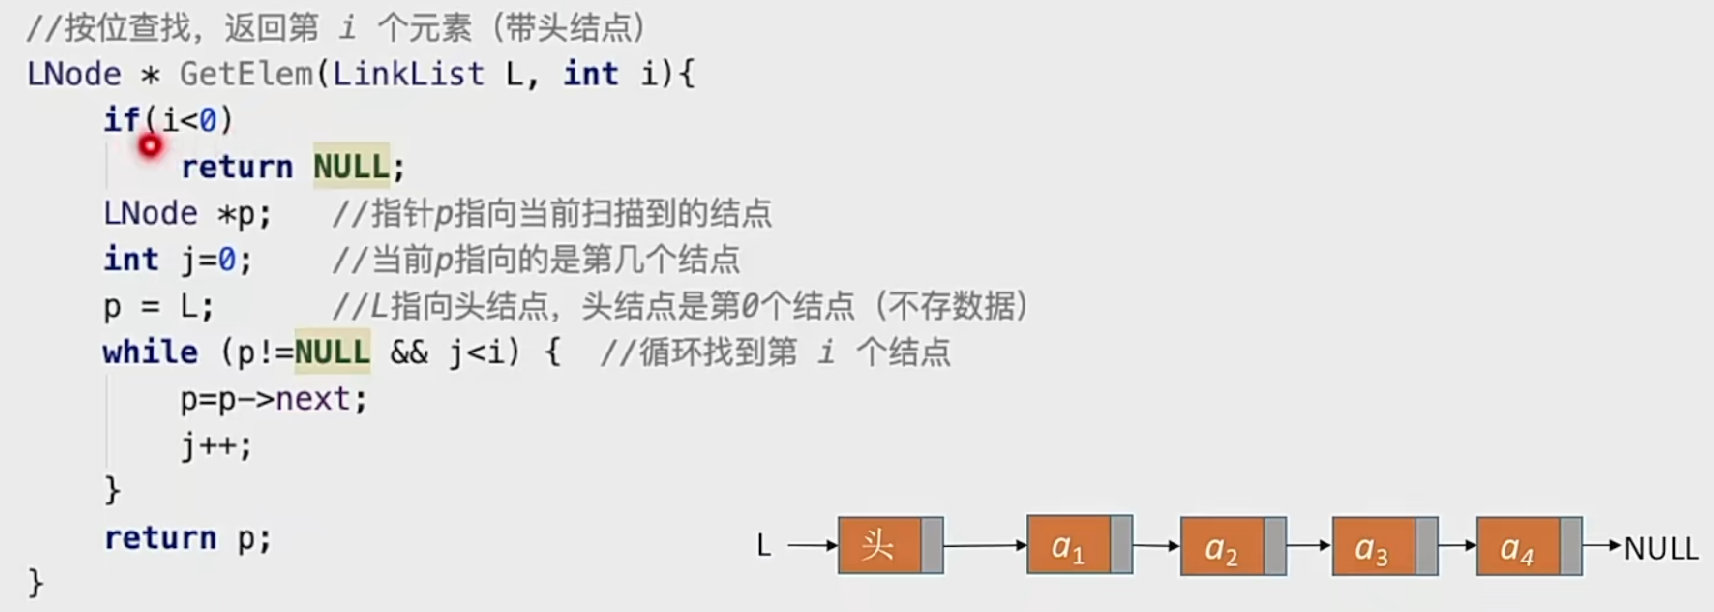 //按位查找，返回第 i 个元素（带头结点）
LNode * GetElem(LinkList L, int i){
if(i<0)
return NULL;
LNode *p; //指针p指向当前扫描到的结点
int j=0; //当前p指向的是第几个结点
p = L; //L指向头结点，头结点是第0个结点（不存数据）
while (p!=NULL && j<i) { //循环找到第 i 个结点
p=p->next;
j++;
}
return p;
}
L 头 a1 a2 a3 a4 NULL